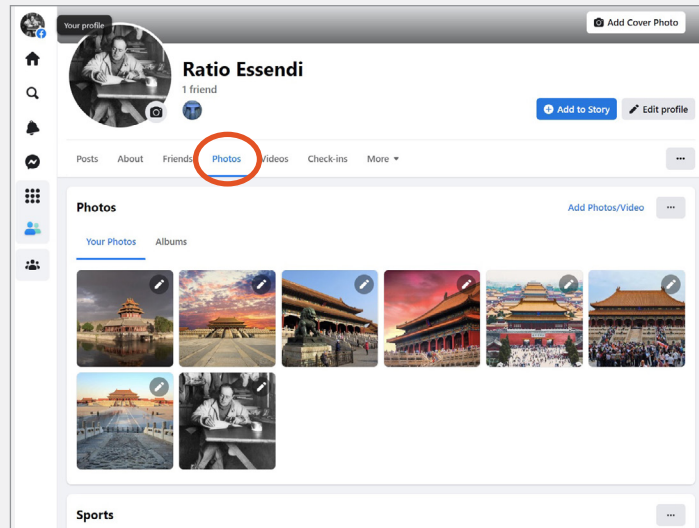 Your profile
Add Cover Photo
Ratio Essendi
1 friend
Add to Story
Edit profile
Posts About Friends Photos Videos Check-ins More
Photos
Add Photos/Video
Your Photos Albums
Sports